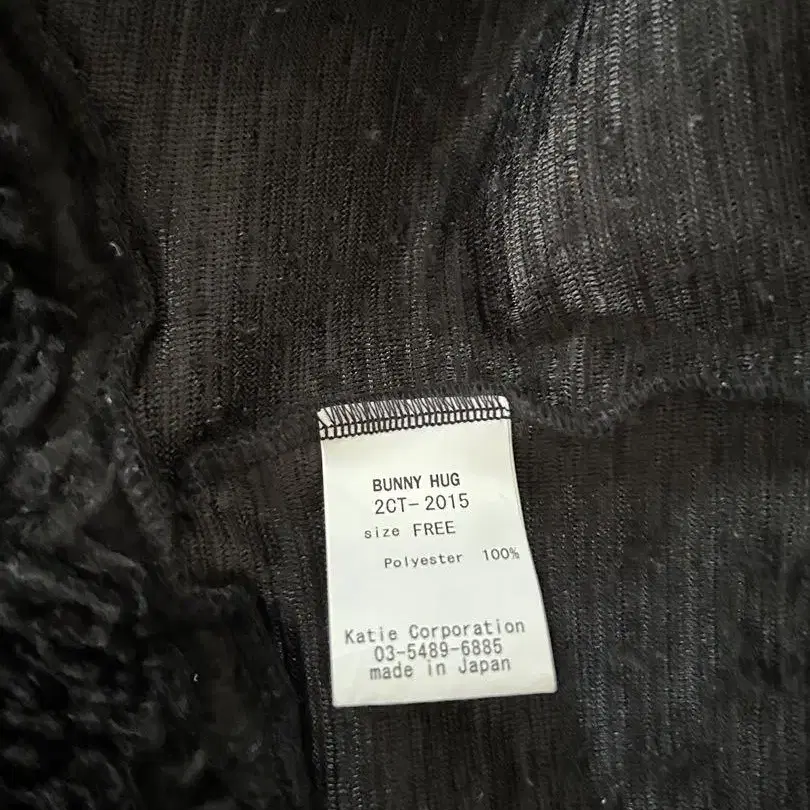 BUNNY HUG
2CT-2015
size FREE
Polyester 100%
Katie Corporation
03-5489-6885
made in Japan